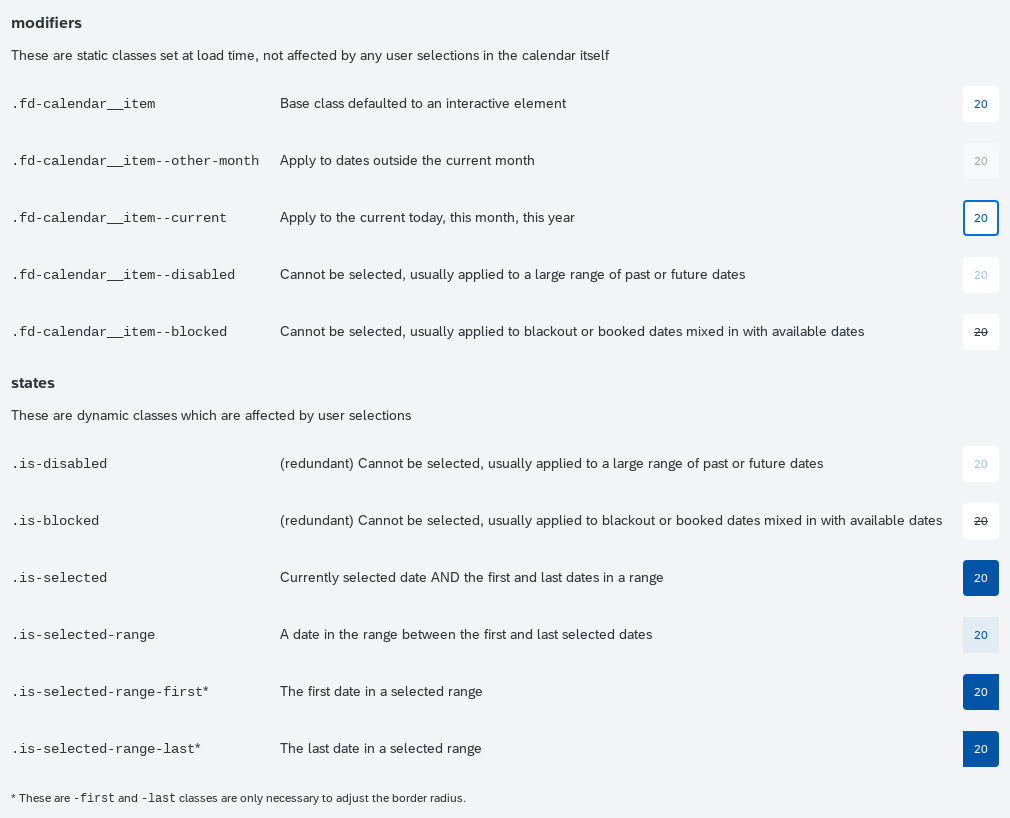 modifiers
These are static classes set at load time, not affected by any user selections in the calendar itself
.fd-calendar__item Base class defaulted to an interactive element 20
.fd-calendar__item--other-month Apply to dates outside the current month 20
.fd-calendar__item--current Apply to the current today, this month, this year 20
.fd-calendar__item--disabled Cannot be selected, usually applied to a large range of past or future dates 20
.fd-calendar__item--blocked Cannot be selected, usually applied to blackout or booked dates mixed in with available dates 20
states
These are dynamic classes which are affected by user selections
.is-disabled (redundant) Cannot be selected, usually applied to a large range of past or future dates 20
.is-blocked (redundant) Cannot be selected, usually applied to blackout or booked dates mixed in with available dates 20
.is-selected Currently selected date AND the first and last dates in a range 20
.is-selected-range A date in the range between the first and last selected dates 20
.is-selected-range-first* The first date in a selected range 20
.is-selected-range-last* The last date in a selected range 20
* These are -first and -last classes are only necessary to adjust the border radius.